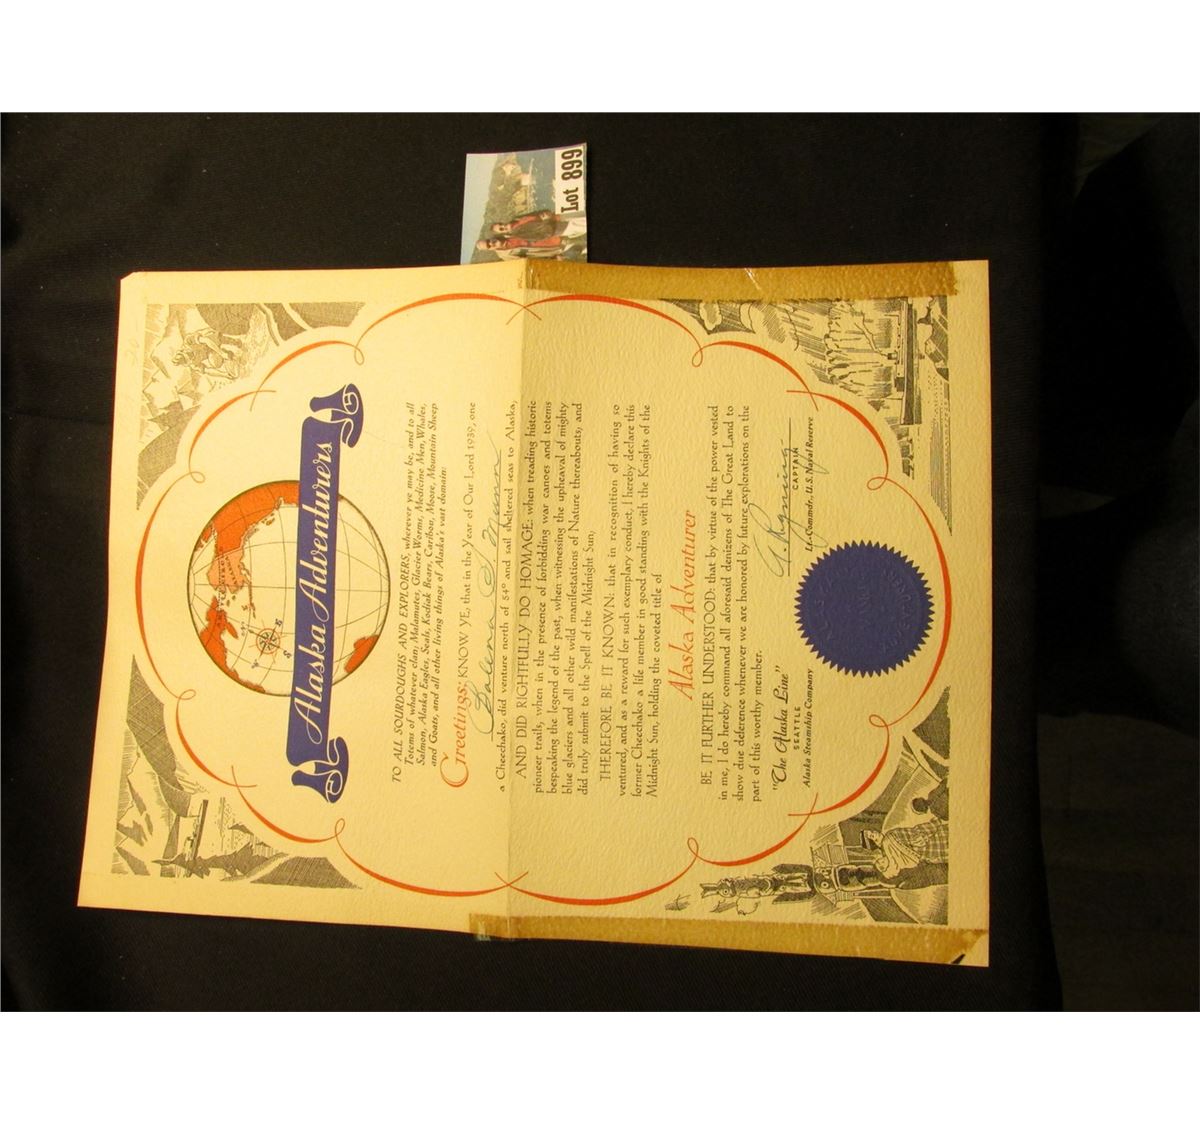 Lot 899
Alaska Adventurers
TO ALL SOURDOUGHS AND EXPLORERS, wherever ye may be, and to all
Totems of whatever clan; Malamutes, Glacier Worms, Medicine Men, Whales,
Salmon, Alaska Eagles, Seals, Kodiak Bears, Caribou, Moose, Mountain Sheep
and Goats, and all other living things of Alaska's vast domain:
Greetings: KNOW YE, that in the Year of Our Lord 1939, one
a Cheechako, did venture north of 54° and sail sheltered seas to Alaska,
AND DID RIGHTFULLY DO HOMAGE: when treading historic
pioneer trails, when in the presence of forbidding war canoes and totems
bespeaking the legend of the past, when witnessing the upheaval of mighty
blue glaciers and all other wild manifestations of Nature thereabouts; and
did truly submit to the Spell of the Midnight Sun;
THEREFORE, BE IT KNOWN: that in recognition of having so
ventured, and as a reward for such exemplary conduct, I hereby declare this
former Cheechako a life member in good standing with the Knights of the
Midnight Sun, holding the coveted title of
Alaska Adventurer
BE IT FURTHER UNDERSTOOD: that by virtue of the power vested
in me, I do hereby command all aforesaid denizens of The Great Land to
show due deference whenever we are honored by future explorations on the
part of this worthy member.
"The Alaska Line"
SEATTLE
Alaska Steamship Company
CAPTAIN
Lt.-Commdr., U.S. Naval Reserve